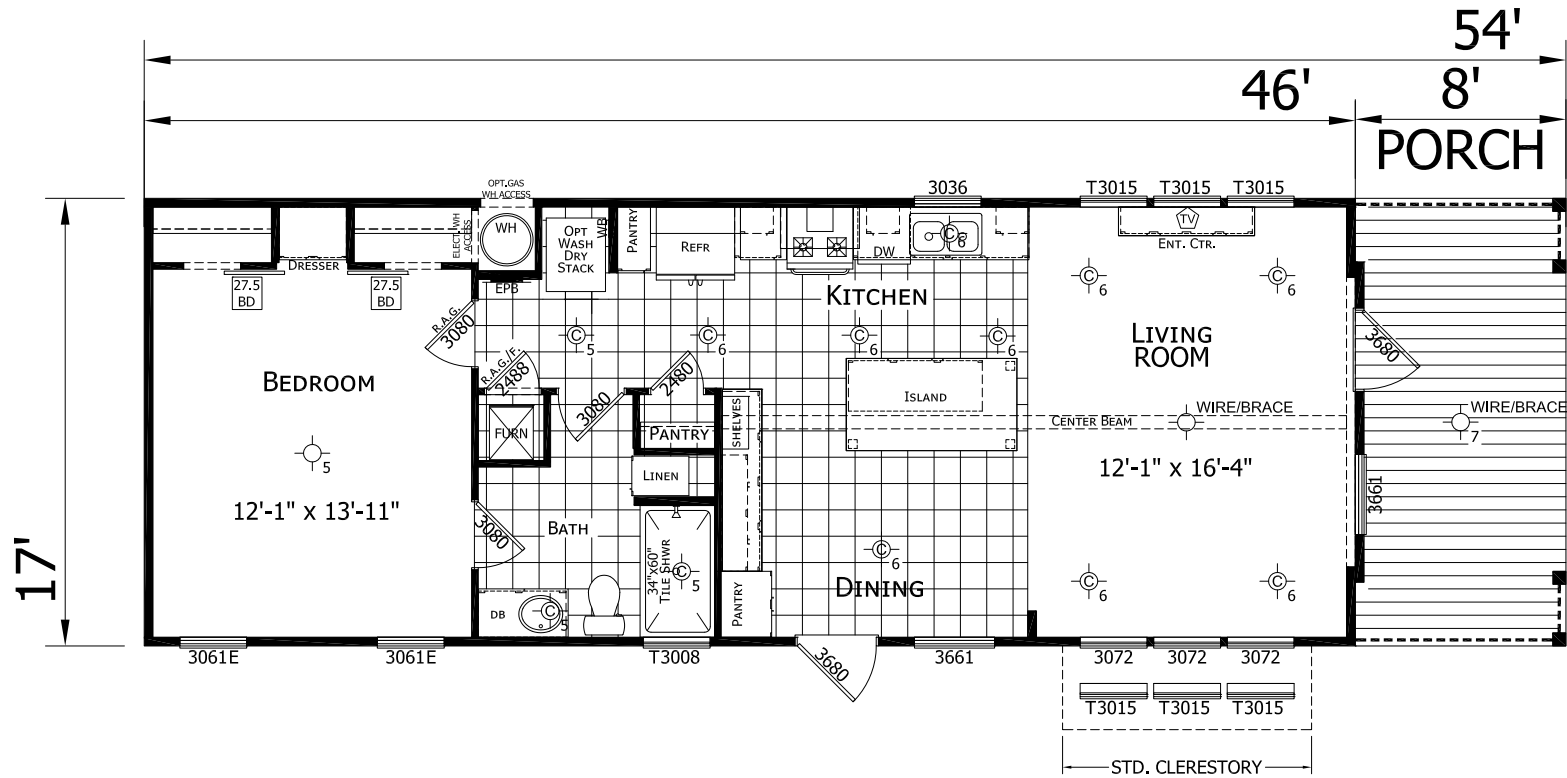 54'
46'
8'
PORCH
17'
OPT.GAS
WH ACCESS
3036
T3015
T3015
T3015
WH
ELECT. WH
ACCESS
OPT
WASH
DRY
STACK
WB
PANTRY
REFR
DW
C
6
TV
ENT. CTR.
DRESSER
27.5
BD
27.5
BD
EPB
R.A.G.
3080
KITCHEN
C
6
C
6
C
5
C
6
C
6
C
6
LIVING
ROOM
3680
R.A.G./F.
2488
3080
2480
BEDROOM
ISLAND
SHELVES
FURN
PANTRY
CENTER BEAM
WIRE/BRACE
WIRE/BRACE
7
5
12'-1" x 13'-11"
12'-1" x 16'-4"
LINEN
3661
3080
BATH
34"x60"
TILE SHWR
C
5
C
6
DINING
C
6
C
6
DB
C
5
PANTRY
3061E
3061E
T3008
3680
3661
3072
3072
3072
T3015
T3015
T3015
STD. CLERESTORY